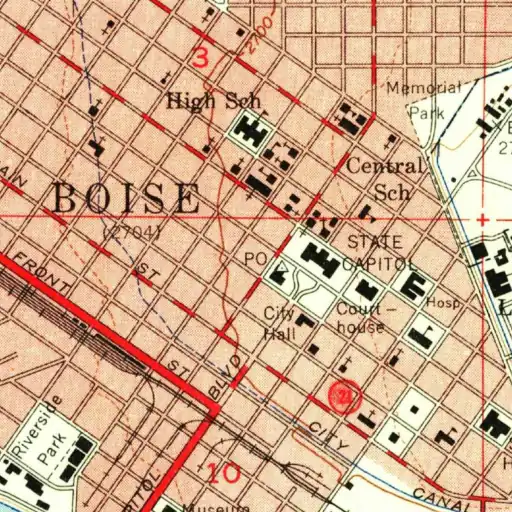 3
2700
High Sch
Memorial
Park
Central
Sch
BOISE
(2704)
AIN
ST
FRONT
ST
PO
STATE
CAPITOL
Hosp
City
Hall
Court-
house
BLVD
21
CITY
CANAL
Riverside
Park
10
Museum